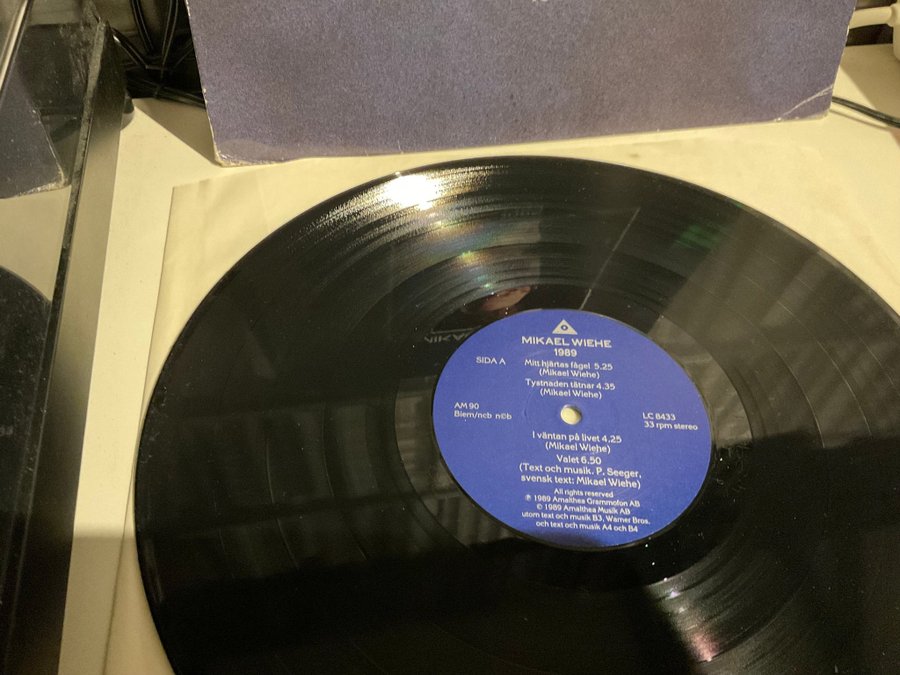 MIKAEL WIEHE
1989
SIDA A
Mitt hjärtas fågel 5.25
(Mikael Wiehe)
Tystnaden tätnar 4.35
(Mikael Wiehe)
AM 90
Biem/ncb n©b
LC 8433
33 rpm stereo
I väntan på livet 4.25
(Mikael Wiehe)
Valet 6.50
(Text och musik. P. Seeger,
svensk text: Mikael Wiehe)
All rights reserved
℗ 1989 Amalthea Grammofon AB
© 1989 Amalthea Musik AB
utom text och musik B3, Warner Bros.
och text och musik A4 och B4